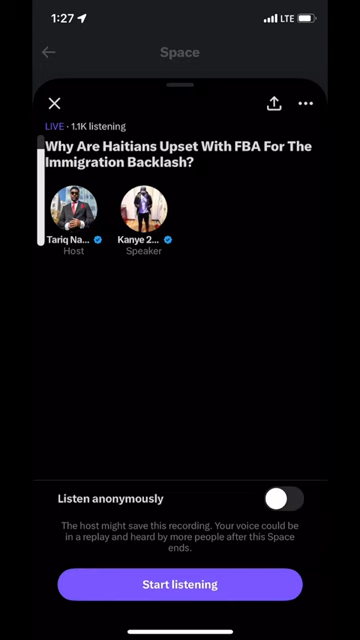 1:27
LTE
Space
LIVE · 1.1K listening
Why Are Haitians Upset With FBA For The
Immigration Backlash?
Tariq Na... Kanye 2...
Host Speaker
Listen anonymously
The host might save this recording. Your voice could be
in a replay and heard by more people after this Space
ends.
Start listening